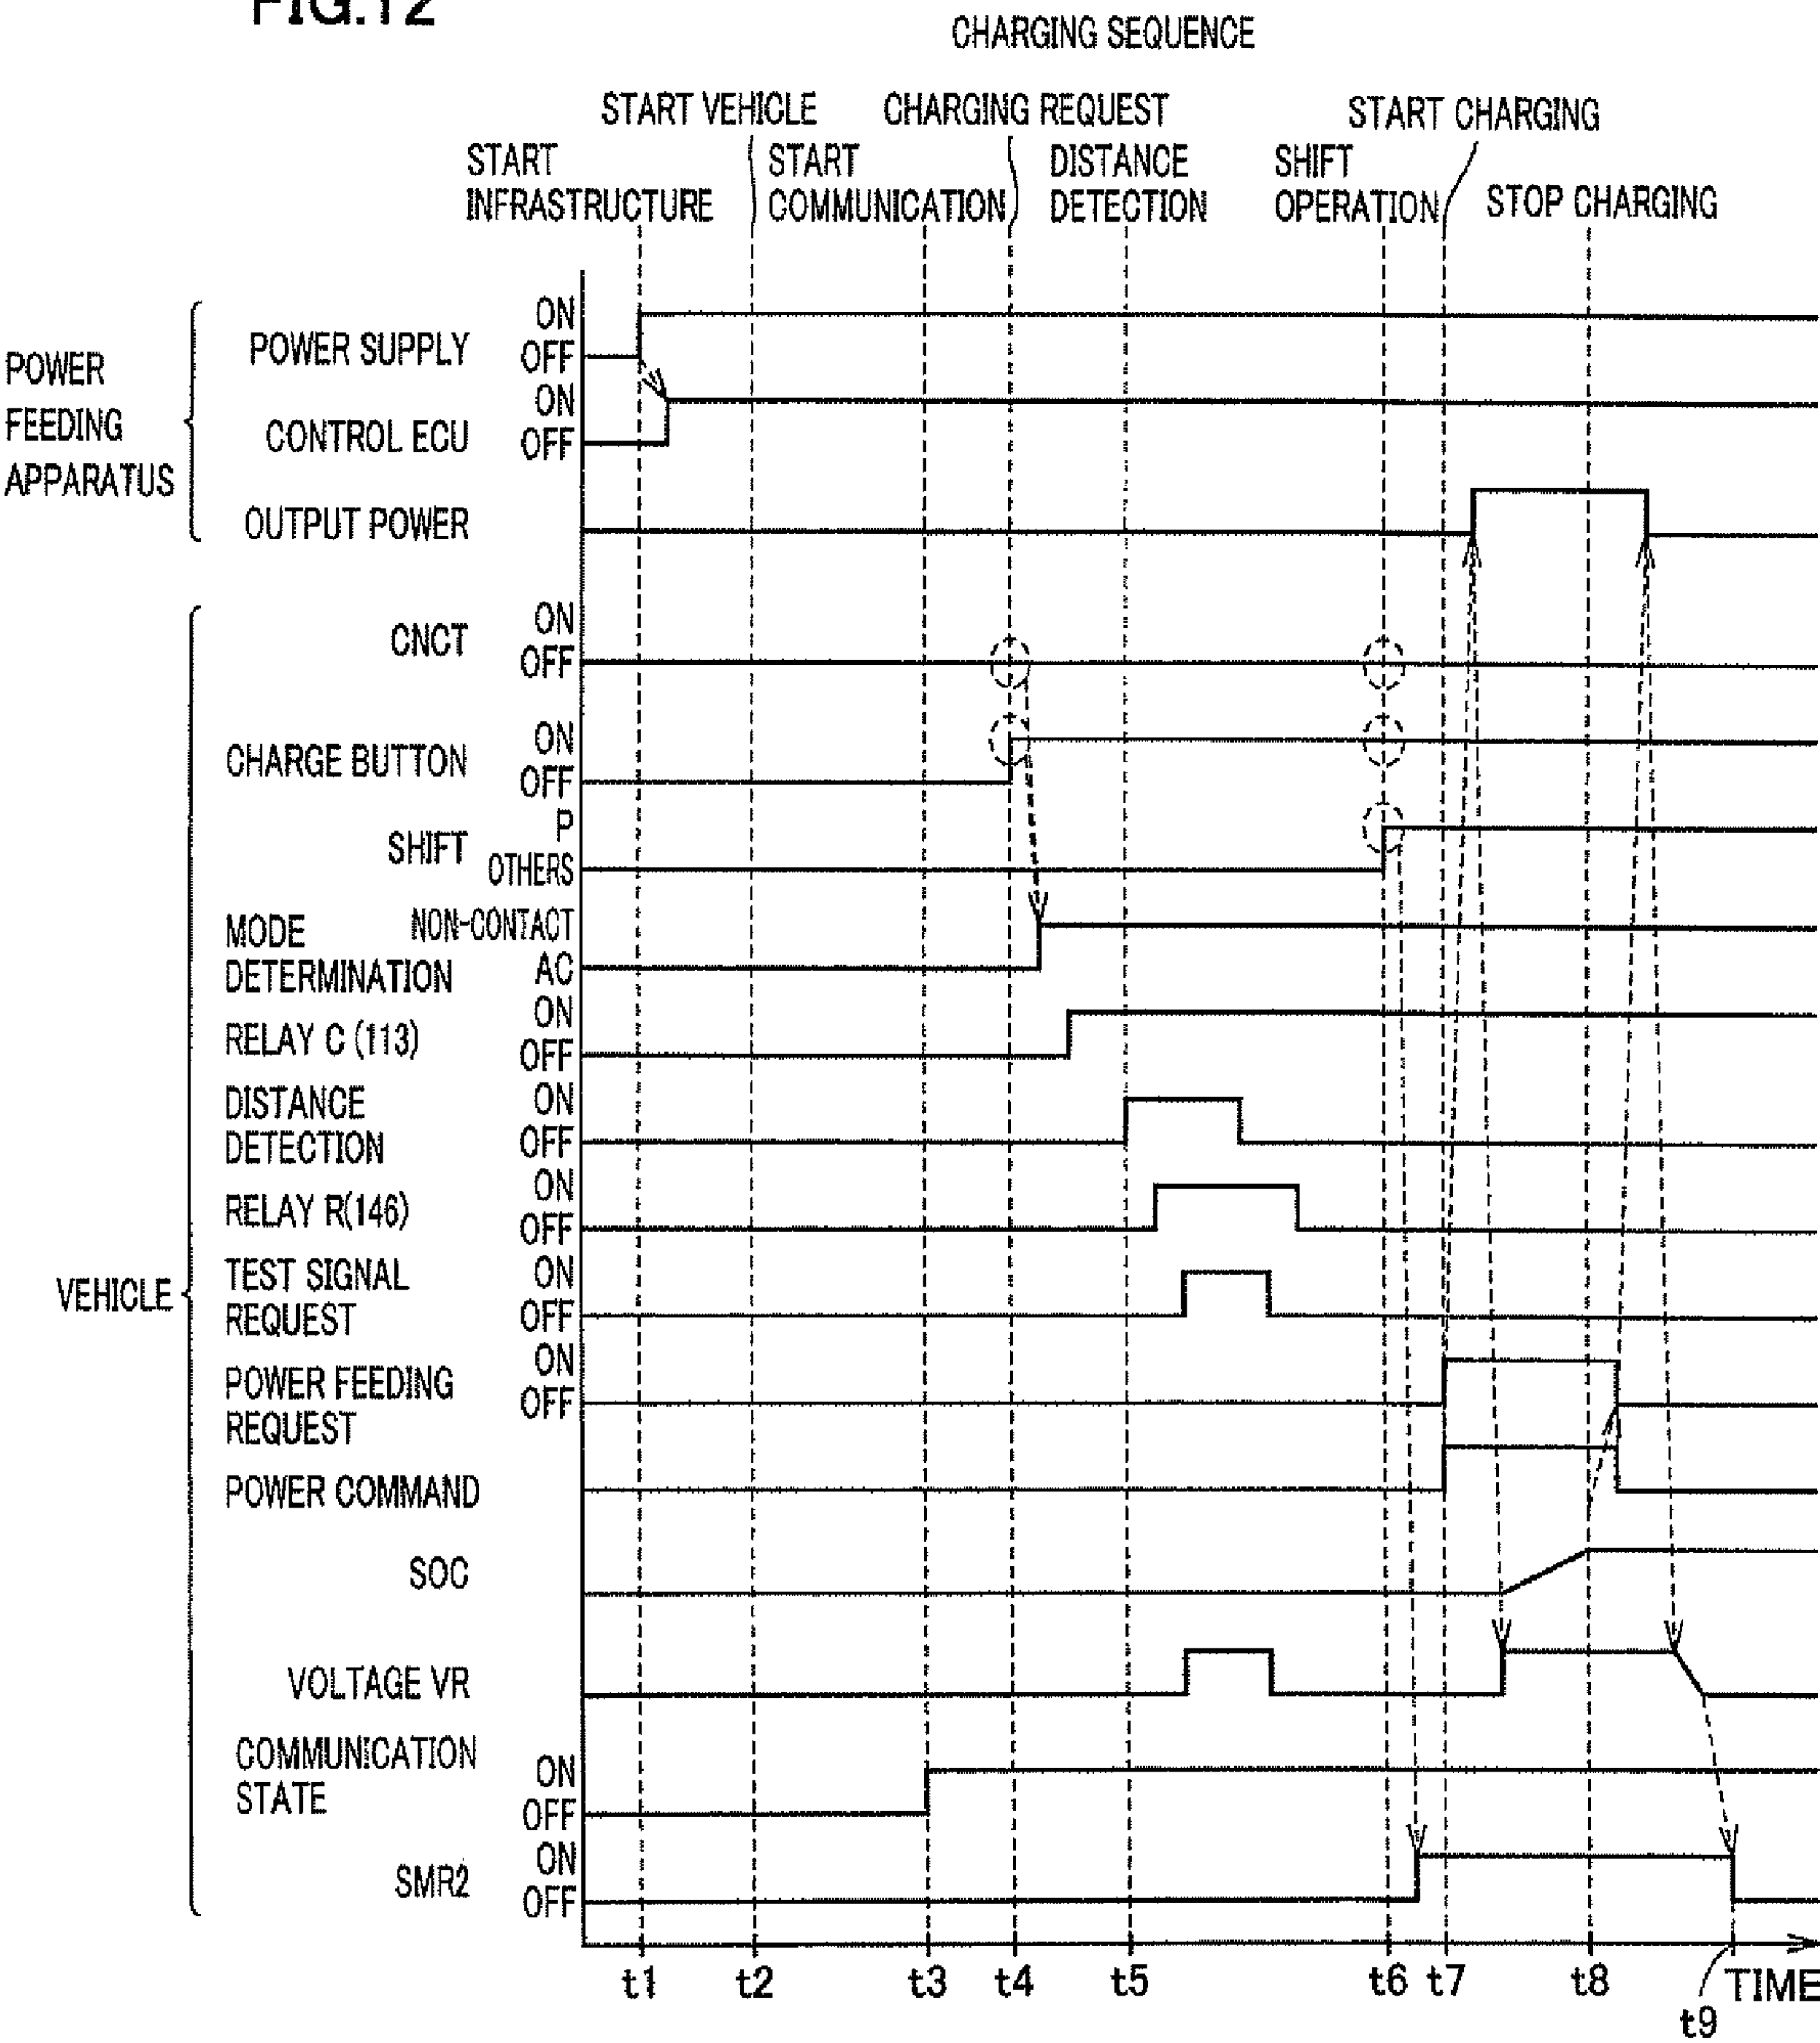 FIG.12
CHARGING SEQUENCE
START VEHICLE
CHARGING REQUEST
START CHARGING
START
INFRASTRUCTURE
START
COMMUNICATION
DISTANCE
DETECTION
SHIFT
OPERATION
STOP CHARGING
POWER
FEEDING
APPARATUS
POWER SUPPLY
ON
OFF
CONTROL ECU
ON
OFF
OUTPUT POWER
VEHICLE
CNCT
ON
OFF
CHARGE BUTTON
ON
OFF
SHIFT
P
OTHERS
MODE
DETERMINATION
NON-CONTACT
AC
RELAY C (113)
ON
OFF
DISTANCE
DETECTION
ON
OFF
RELAY R(146)
ON
OFF
TEST SIGNAL
REQUEST
ON
OFF
POWER FEEDING
REQUEST
ON
OFF
POWER COMMAND
SOC
VOLTAGE VR
COMMUNICATION
STATE
ON
OFF
SMR2
ON
OFF
t1 t2 t3 t4 t5 t6 t7 t8 TIME
t9